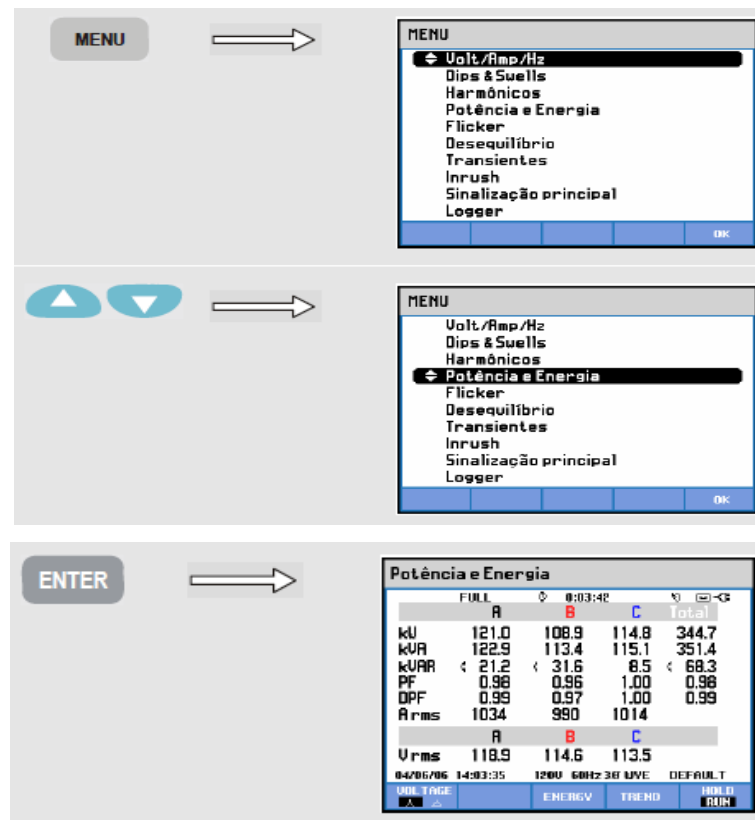 MENU
MENU
Volt/Amp/Hz
Dips & Swells
Harmônicos
Potência e Energia
Flicker
Desequilíbrio
Transientes
Inrush
Sinalização principal
Logger
OK
MENU
Volt/Amp/Hz
Dips & Swells
Harmônicos
Potência e Energia
Flicker
Desequilíbrio
Transientes
Inrush
Sinalização principal
Logger
OK
ENTER
Potência e Energia
FULL 0:03:42
A B C Total
kW 121.0 108.9 114.8 344.7
kVA 122.9 113.4 115.1 351.4
kVAR 21.2 31.6 8.5 68.3
PF 0.98 0.96 1.00 0.98
DPF 0.99 0.97 1.00 0.99
Arms 1034 990 1014
A B C
Vrms 118.9 114.6 113.5
04/06/06 14:03:35 120V 60Hz 3Ø WYE DEFAULT
VOLTAGE ENERGY TREND HOLD
RUN